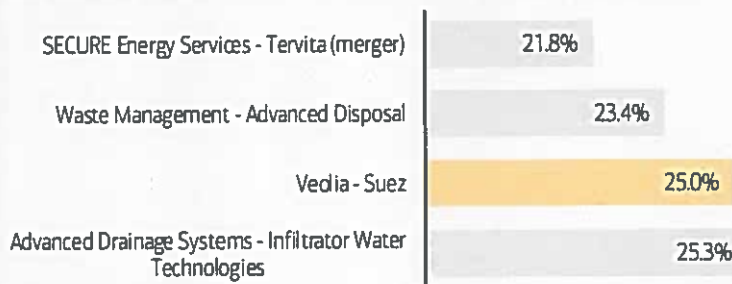 SECURE Energy Services - Tervita (merger) 21.8%
Waste Management - Advanced Disposal 23.4%
Veolia - Suez 25.0%
Advanced Drainage Systems - Infiltrator Water
Technologies 25.3%